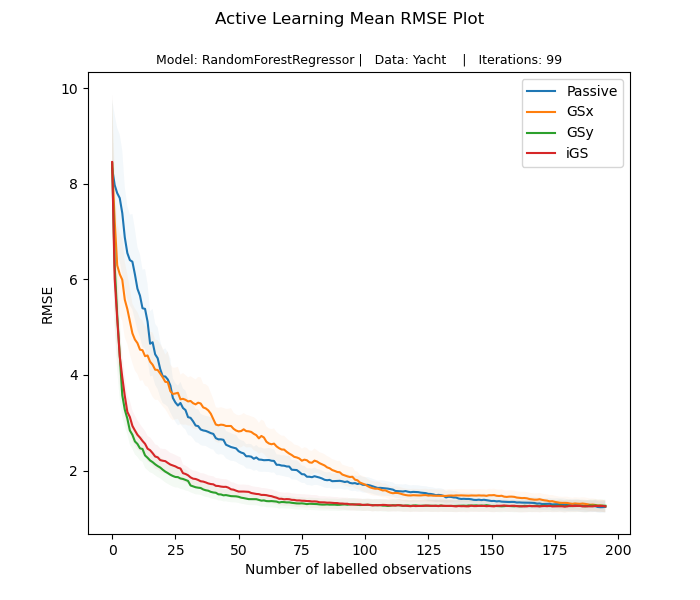 Active Learning Mean RMSE Plot
Model: RandomForestRegressor | Data: Yacht | Iterations: 99
Passive
GSx
GSy
iGS
RMSE
10
8
6
4
2
0 25 50 75 100 125 150 175 200
Number of labelled observations